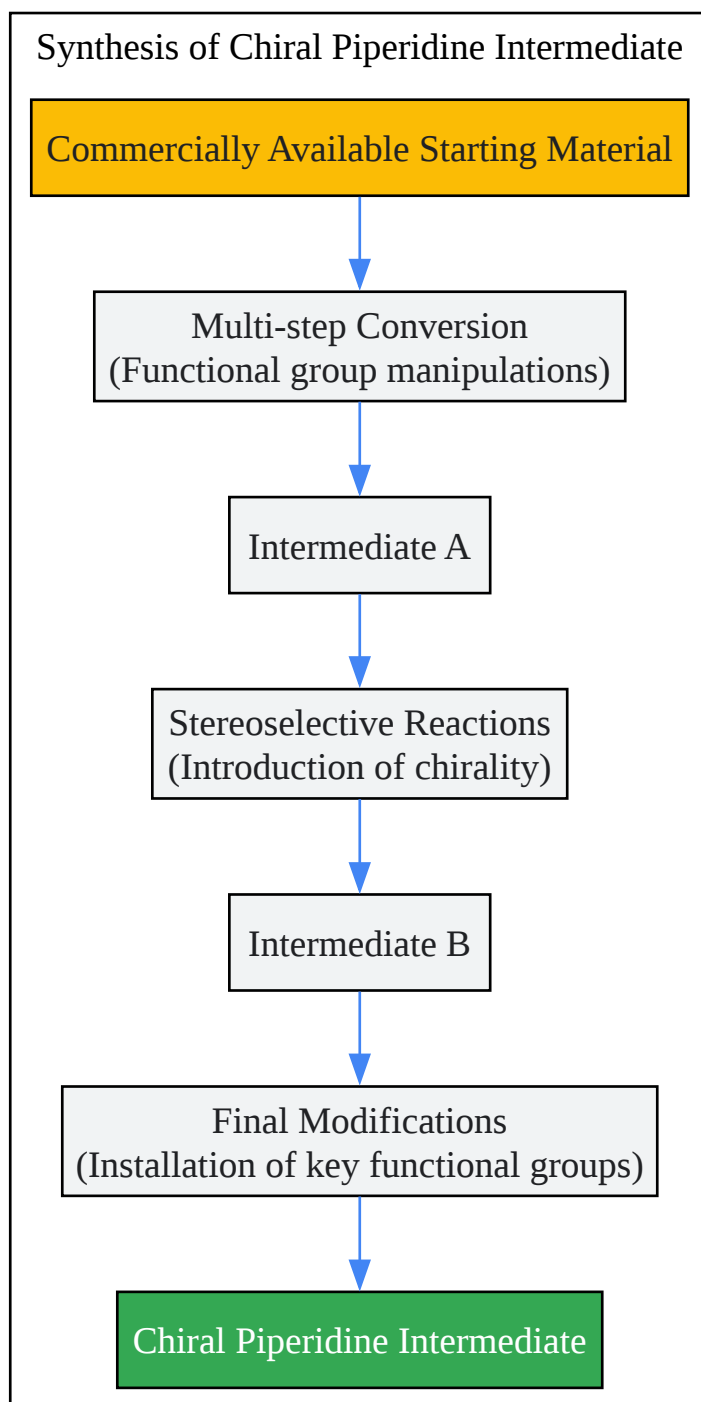 Synthesis of Chiral Piperidine Intermediate
Commercially Available Starting Material
Multi-step Conversion
(Functional group manipulations)
Intermediate A
Stereoselective Reactions
(Introduction of chirality)
Intermediate B
Final Modifications
(Installation of key functional groups)
Chiral Piperidine Intermediate